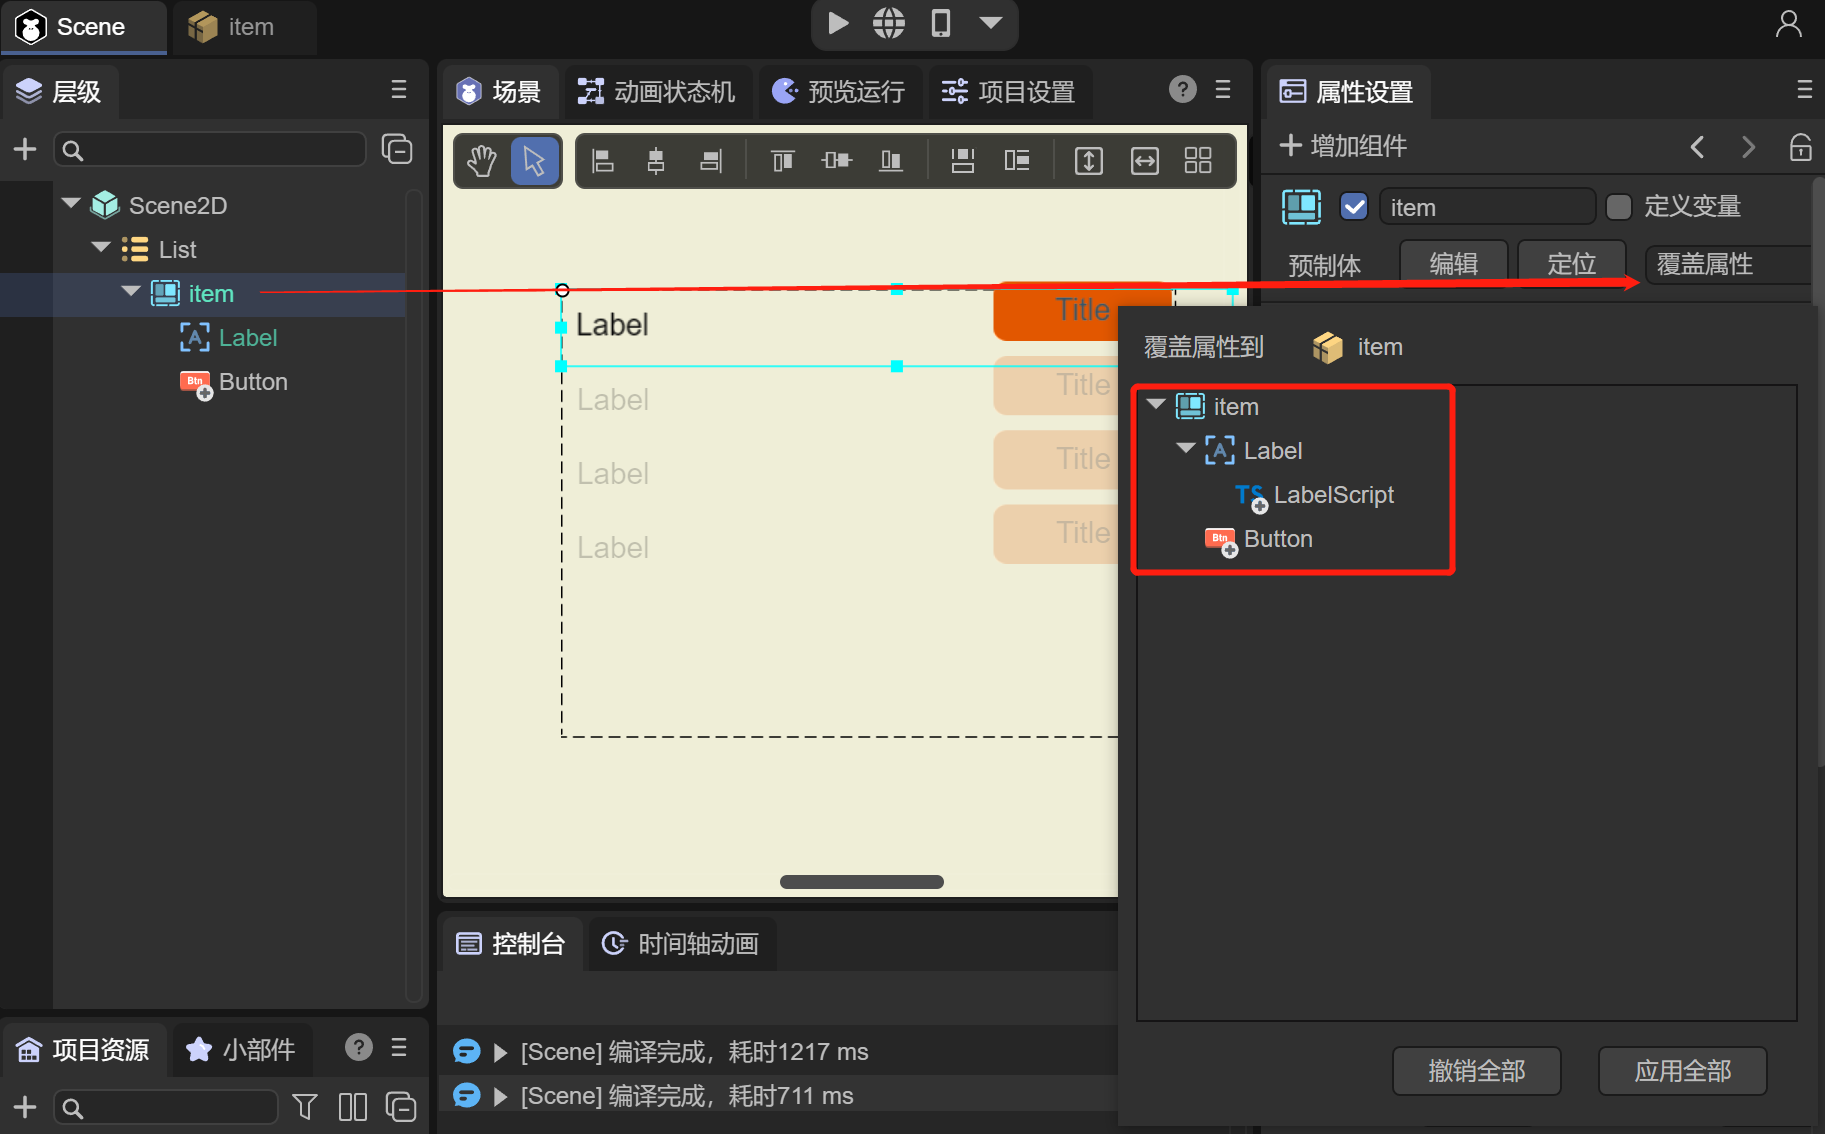 Scene
item
层级
Scene2D
List
item
Label
Button
场景
动画状态机
预览运行
项目设置
Label
Title
Label
Title
Label
Title
Label
Title
属性设置
增加组件
item
定义变量
预制体
编辑
定位
覆盖属性
覆盖属性到
item
item
Label
TS LabelScript
Btn Button
撤销全部
应用全部
控制台
时间轴动画
[Scene] 编译完成，耗时1217 ms
[Scene] 编译完成，耗时711 ms
项目资源
小部件